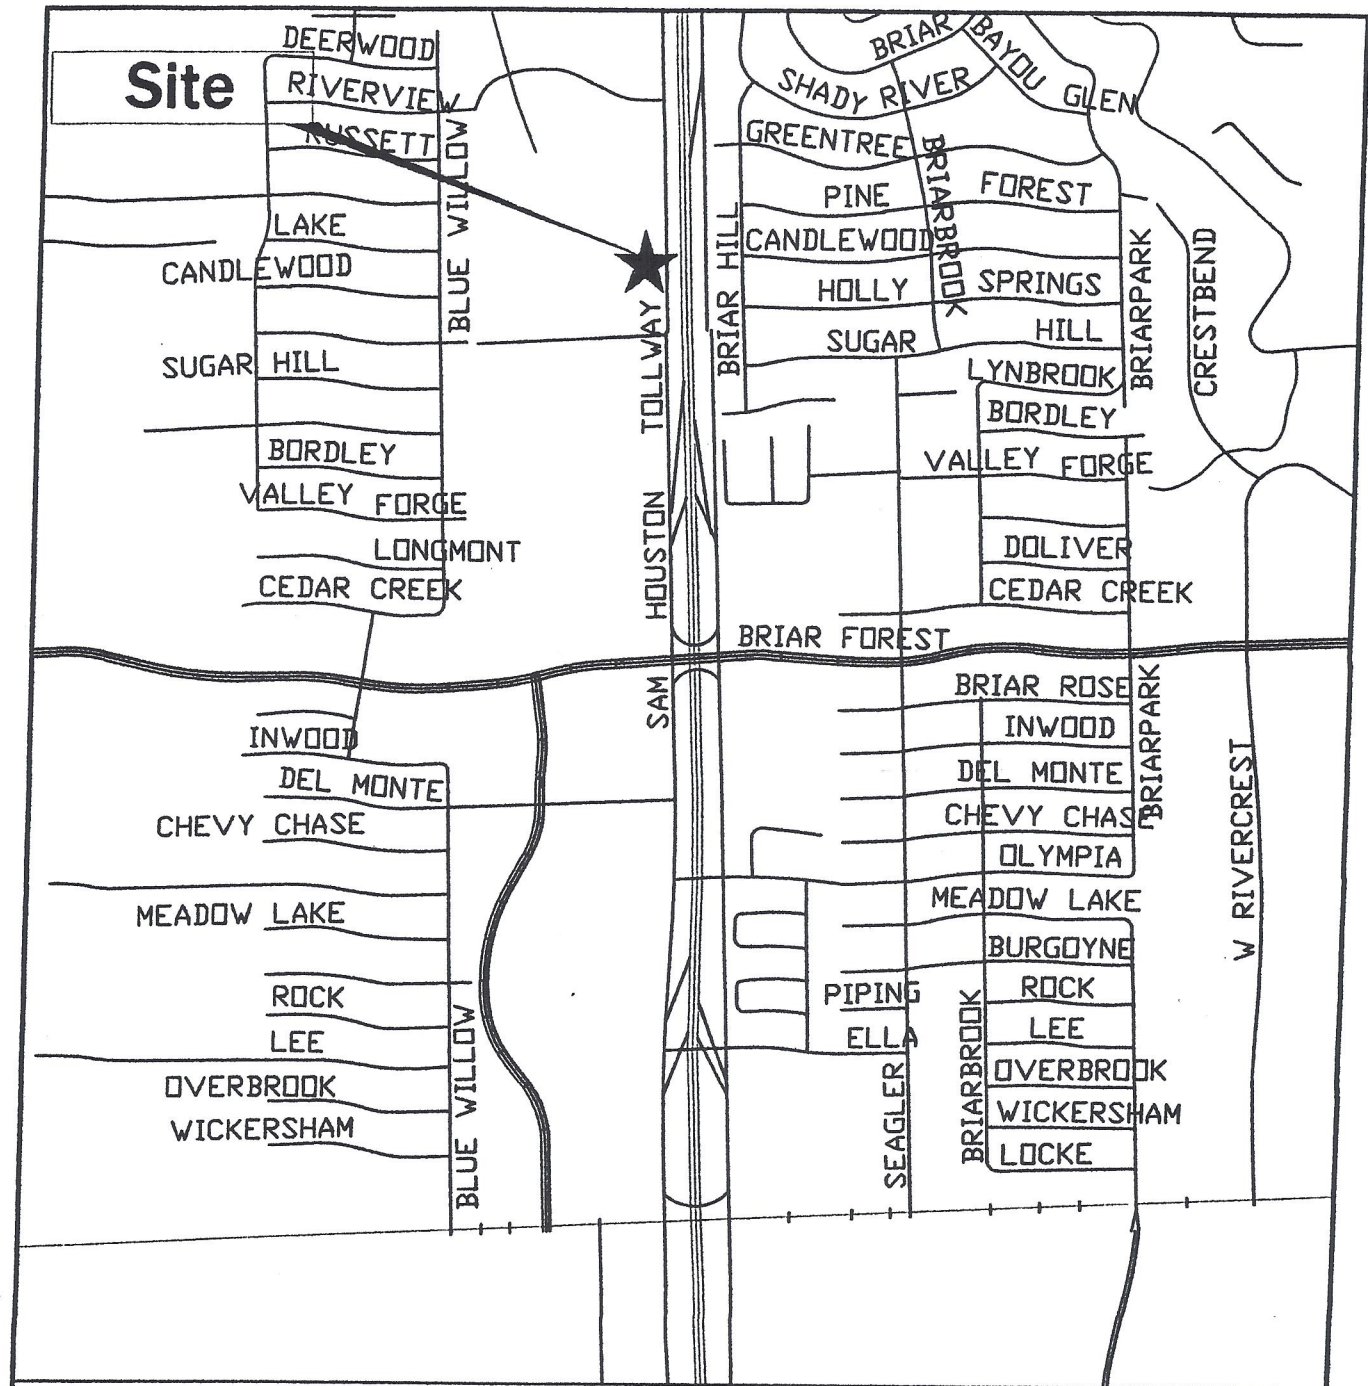 DEERWOOD
Site
RIVERVIEW
RUSSETT
BLUE WILLOW
LAKE
CANDLEWOOD
SUGAR HILL
BORDLEY
VALLEY FORGE
LONGMONT
CEDAR CREEK
INWOOD
DEL MONTE
CHEVY CHASE
MEADOW LAKE
ROCK
LEE
OVERBROOK
WICKERSHAM
BLUE WILLOW
SAM HOUSTON TOLLWAY
BRIAR FOREST
BRIAR HILL
BRIAR
BAYOU
GLEN
SHADY RIVER
GREENTREE
BRIARBROOK
PINE FOREST
CANDLEWOOD
HOLLY SPRINGS
SUGAR HILL
LYNBROOK
BORDLEY
VALLEY FORGE
DOLIVER
CEDAR CREEK
BRIARPARK
CRESTBEND
BRIAR ROSE
INWOOD
DEL MONTE
CHEVY CHASE
OLYMPIA
MEADOW LAKE
BURGOYNE
PIPING ROCK
ELLA LEE
OVERBROOK
WICKERSHAM
LOCKE
SEAGLER
BRIARBROOK
BRIARPARK
W RIVERCREST